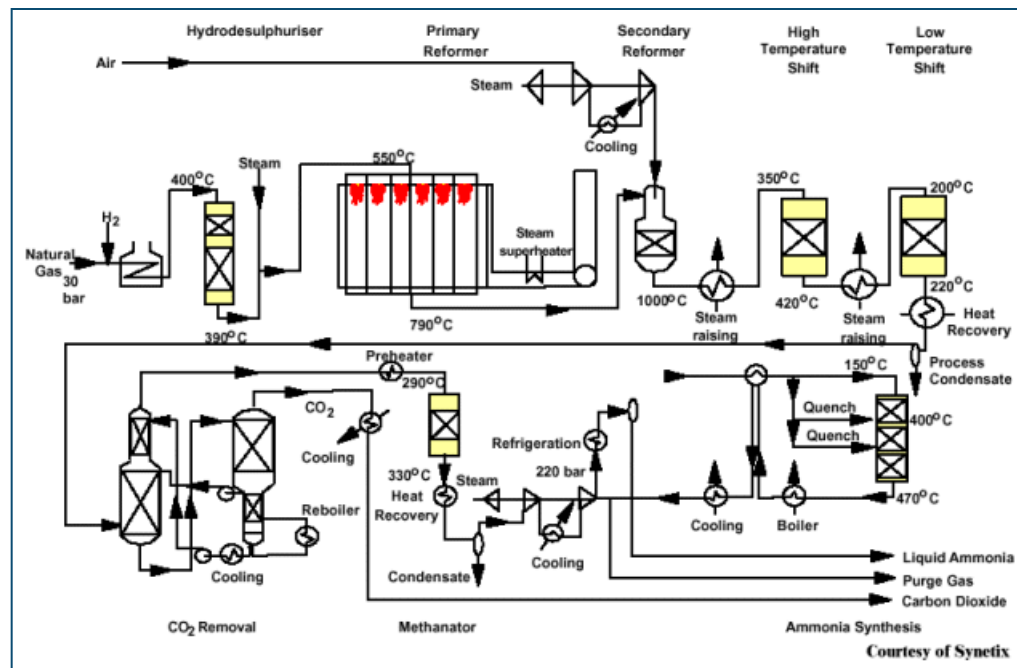 Hydrodesulphuriser
Primary
Reformer
Secondary
Reformer
High
Temperature
Shift
Low
Temperature
Shift
Air
Steam
Cooling
Steam
400°C
550°C
350°C
200°C
H2
Natural
Gas
30
bar
Steam
superheater
390°C
790°C
1000°C
Steam
raising
420°C
Steam
raising
220°C
Heat
Recovery
Process
Condensate
Preheater
290°C
CO2
Cooling
150°C
Quench
400°C
Quench
Refrigeration
220 bar
330°C
Heat
Recovery
Steam
470°C
Reboiler
Cooling
Condensate
Cooling
Cooling
Boiler
Liquid Ammonia
Purge Gas
Carbon Dioxide
CO2 Removal
Methanator
Ammonia Synthesis
Courtesy of Synetix